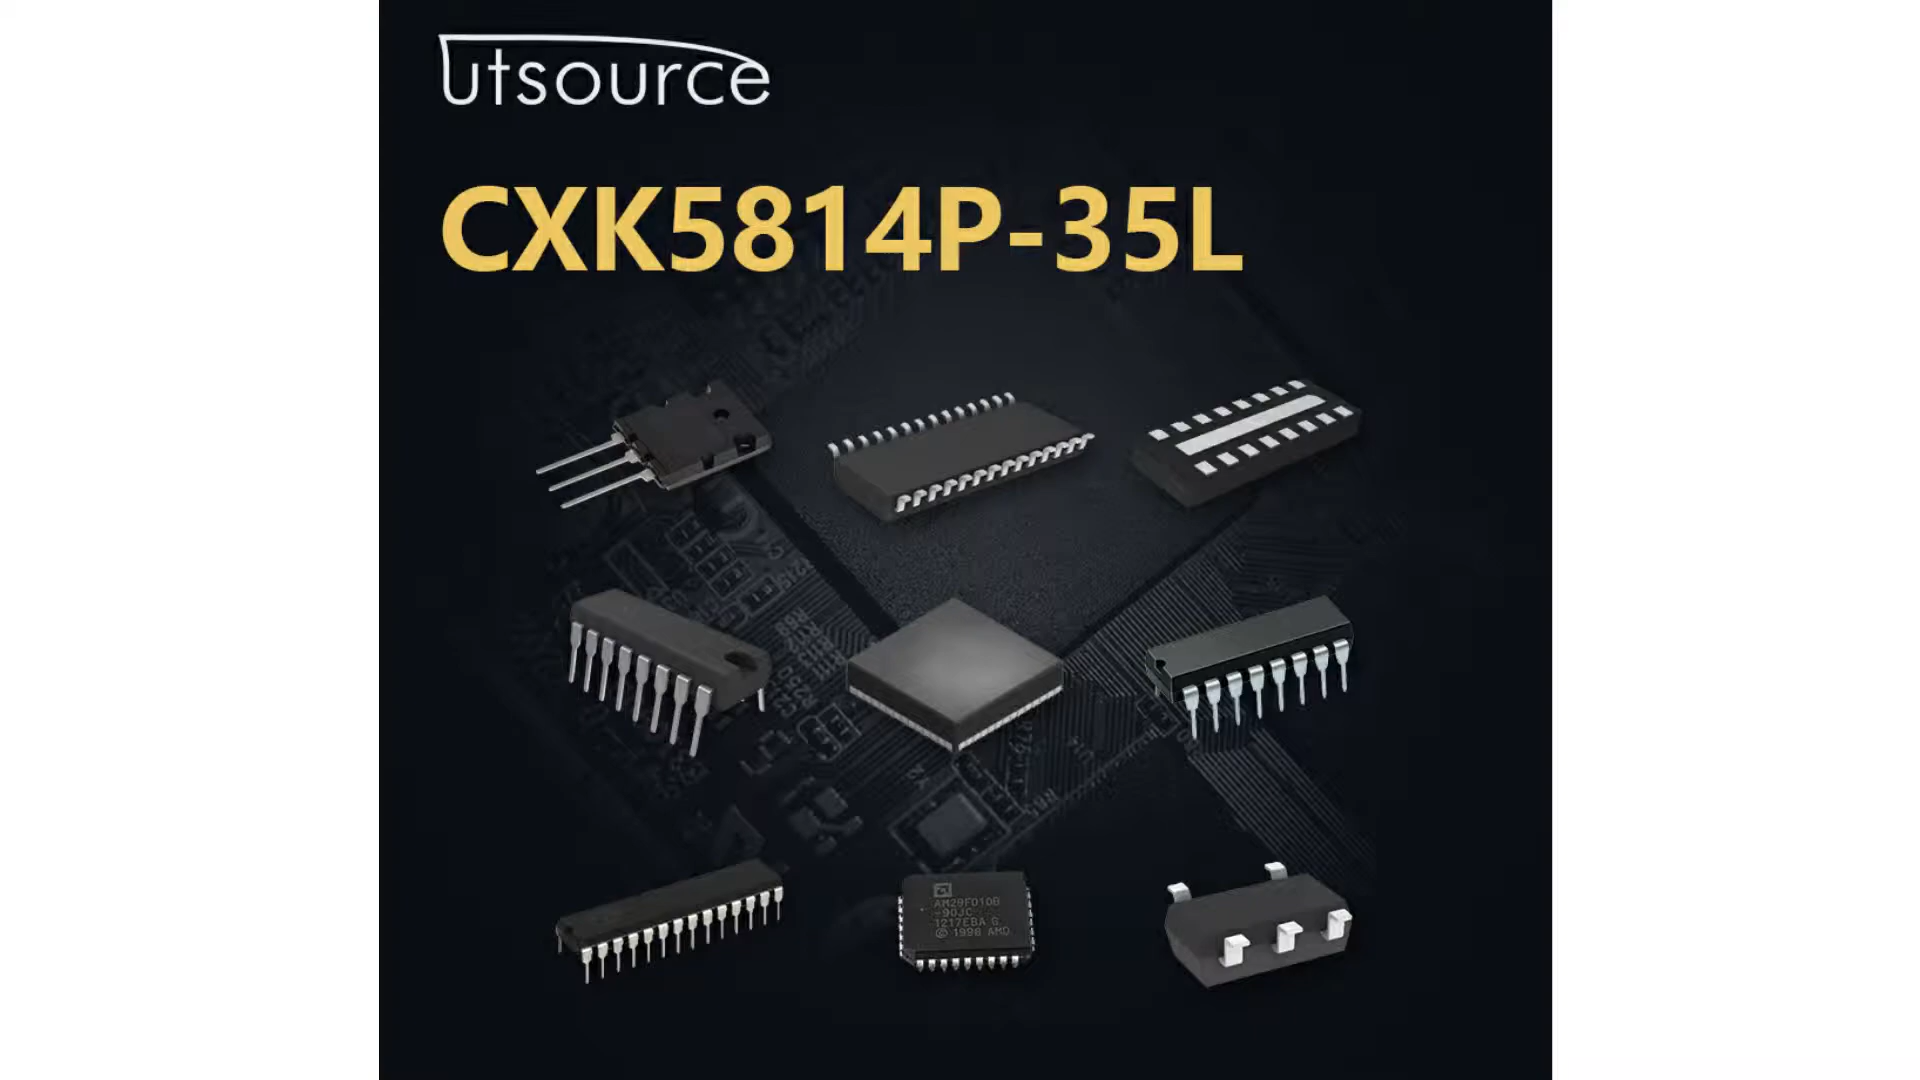 utsource
CXK5814P-35L
AM29F010B
-90JC
1217EBA G
© 1998 AMD